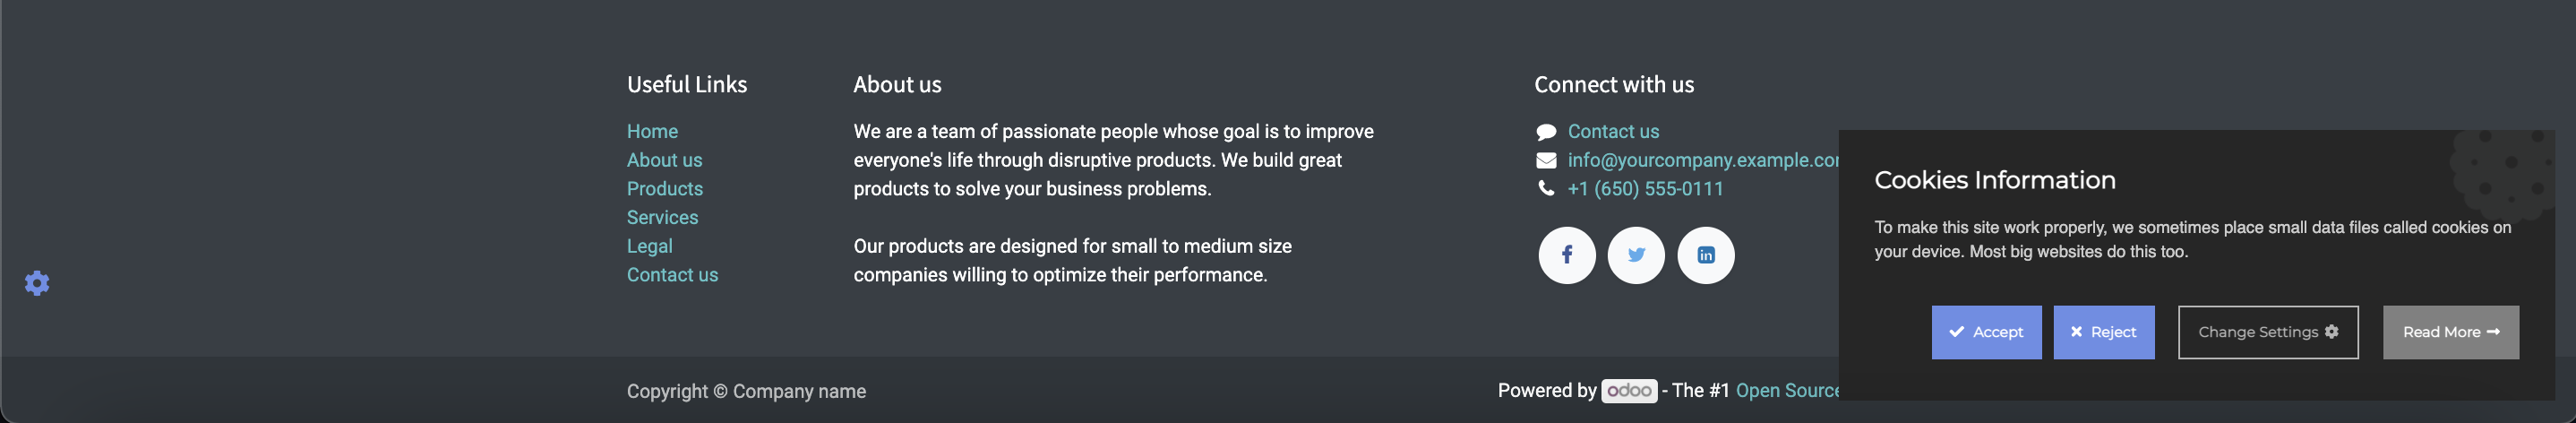 Useful Links
Home
About us
Products
Services
Legal
Contact us
About us
We are a team of passionate people whose goal is to improve
everyone's life through disruptive products. We build great
products to solve your business problems.
Our products are designed for small to medium size
companies willing to optimize their performance.
Connect with us
Contact us
info@yourcompany.example.co
+1 (650) 555-0111
Cookies Information
To make this site work properly, we sometimes place small data files called cookies on
your device. Most big websites do this too.
Accept
Reject
Change Settings
Read More
Copyright © Company name
Powered by odoo - The #1 Open Source